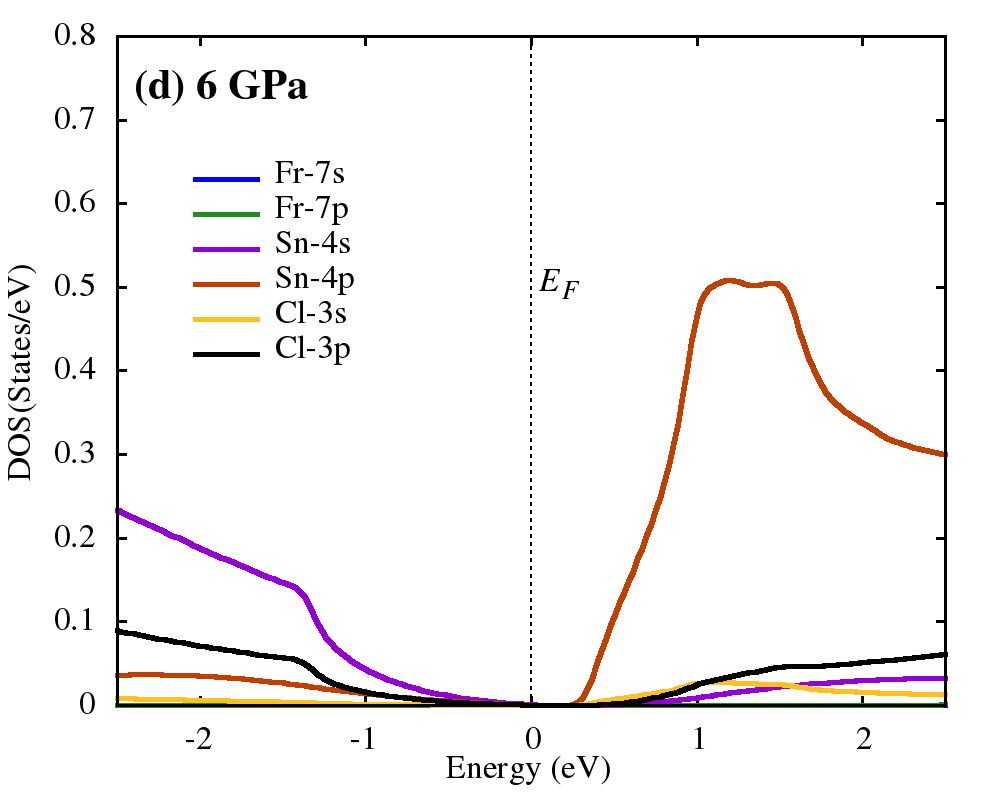 (d) 6 GPa
0.8
0.7
0.6
0.5
0.4
0.3
0.2
0.1
0
DOS(States/eV)
Fr-7s
Fr-7p
Sn-4s
Sn-4p
Cl-3s
Cl-3p
E_F
-2 -1 0 1 2
Energy (eV)